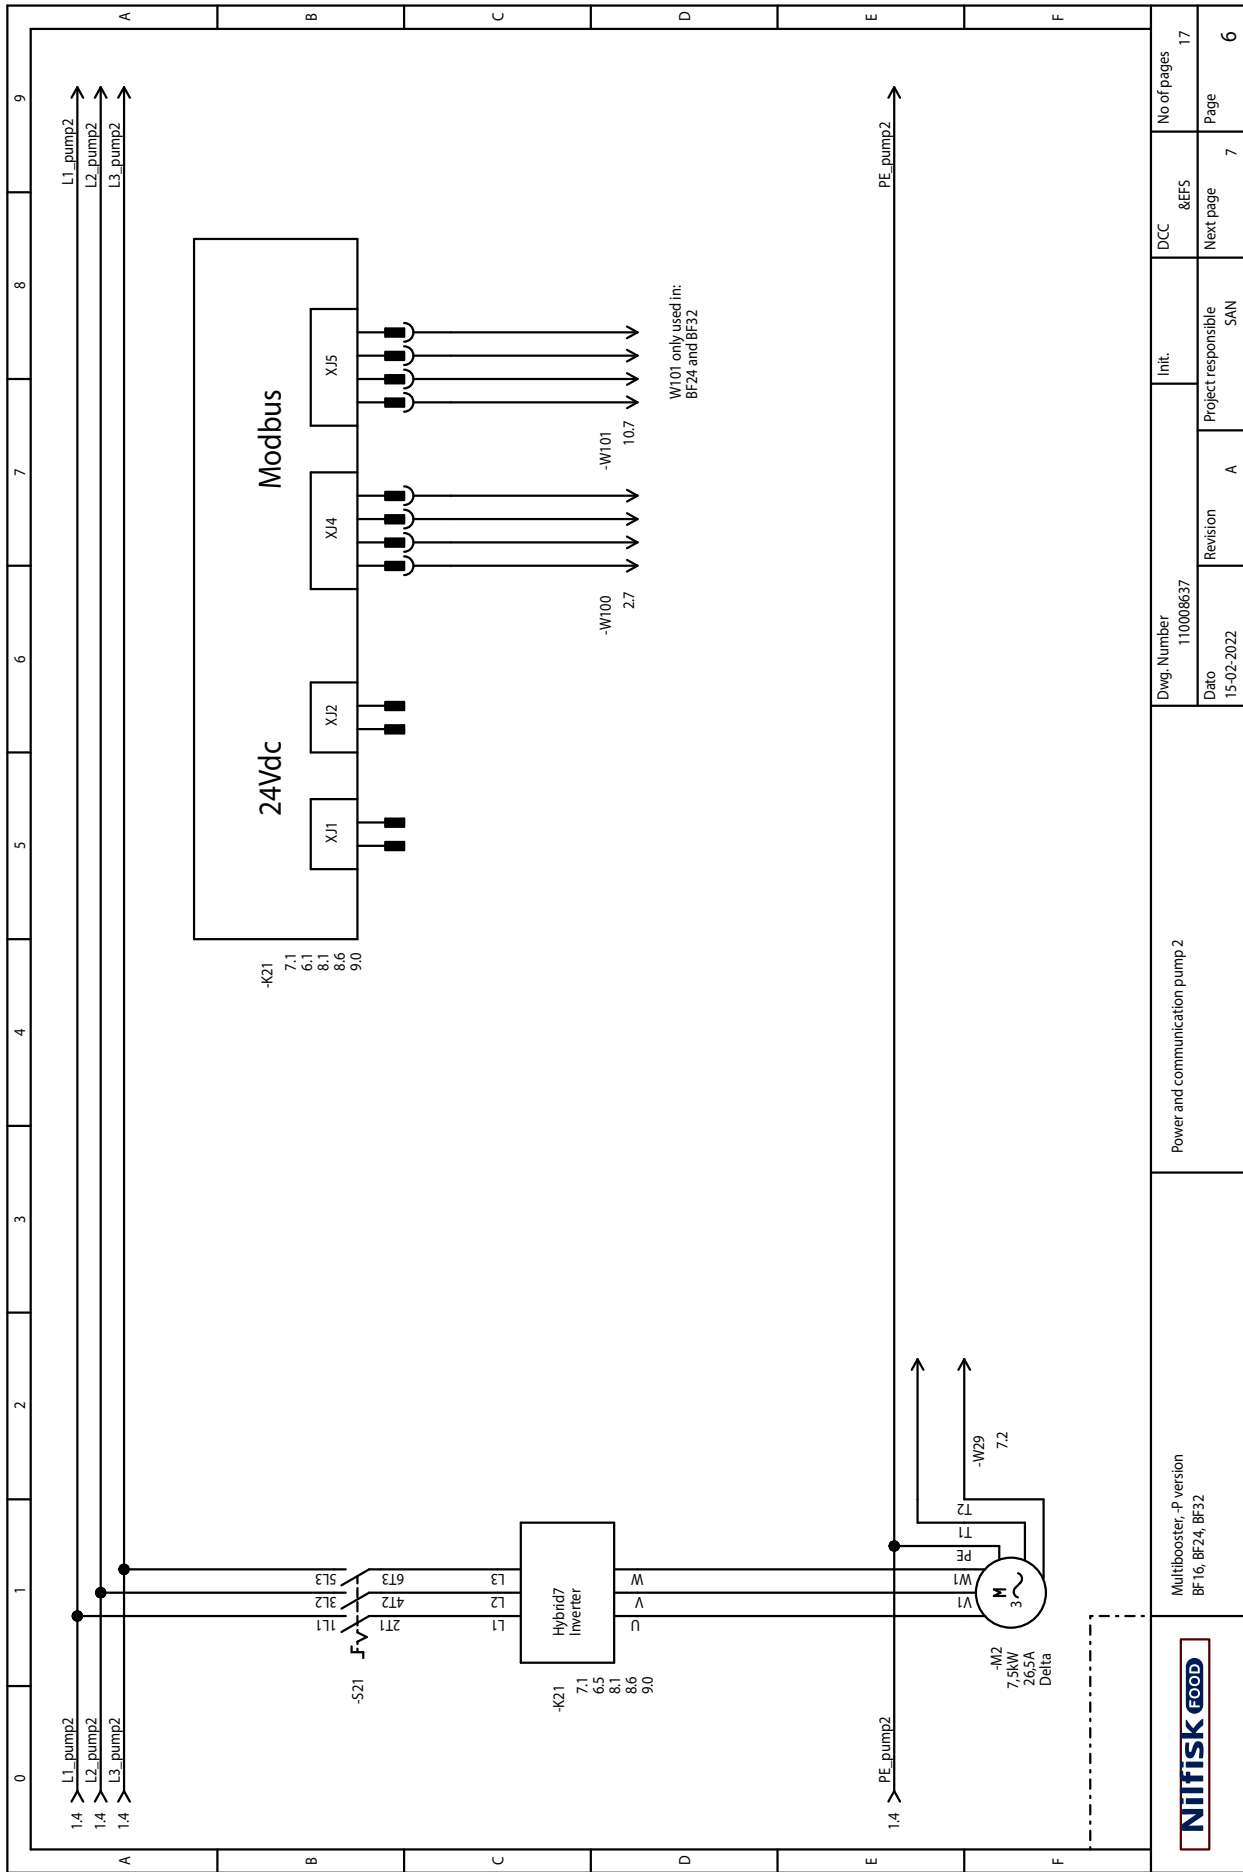 0 1 2 3 4 5 6 7 8 9
A
B
C
D
E
F
A
B
C
D
E
F
1.4 L1_pump2 L1_pump2
1.4 L2_pump2 L2_pump2
1.4 L3_pump2 L3_pump2
-S21
1L1 3L2 5L3
2T1 4T2 6T3
L1 L2 L3
-K21
7.1
6.5
8.1
8.6
9.0
Hybrid7
Inverter
U V W
1.4 PE_pump2 PE_pump2
V1 W1 PE T1 T2
-M2
7,5kW
26,5A
Delta
M
3
-W29
7.2
-K21
7.1
6.1
8.1
8.6
9.0
24Vdc Modbus
XJ1 XJ2 XJ4 XJ5
-W100
2.7
-W101
10.7
W101 only used in:
BF24 and BF32
Nilfisk FOOD
Multibooster, -P version
BF16, BF24, BF32
Power and communication pump 2
Dwg. Number
110008637
Init.
DCC
&EFS
No of pages
17
Dato
15-02-2022
Revision
A
Project responsible
SAN
Next page
7
Page
6